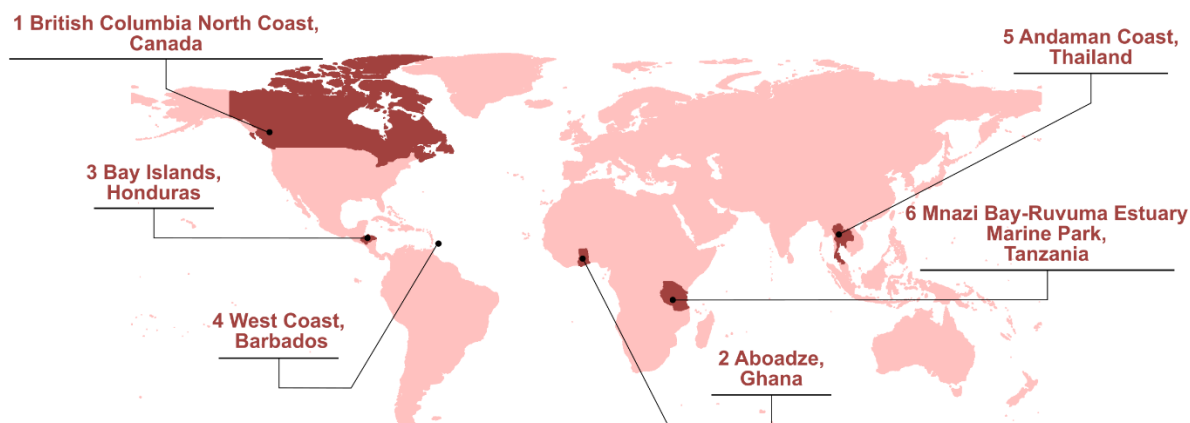 1 British Columbia North Coast,
Canada
5 Andaman Coast,
Thailand
3 Bay Islands,
Honduras
6 Mnazi Bay-Ruvuma Estuary
Marine Park,
Tanzania
4 West Coast,
Barbados
2 Aboadze,
Ghana